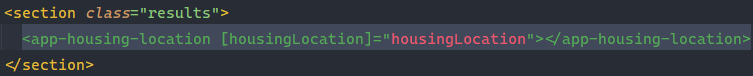 <section class="results">
<app-housing-location [housingLocation]="housingLocation"></app-housing-location>
</section>